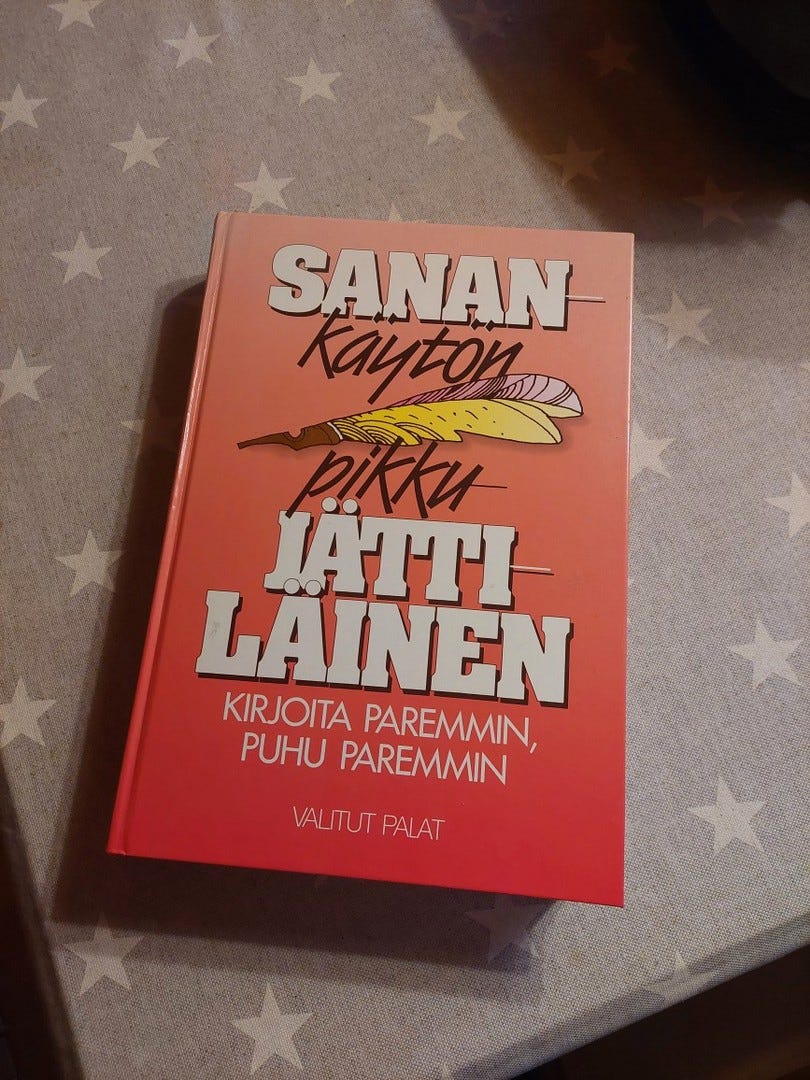 SANAN-
käytön
pikku-
JÄTTI-
LÄINEN
KIRJOITA PAREMMIN,
PUHU PAREMMIN
VALITUT PALAT